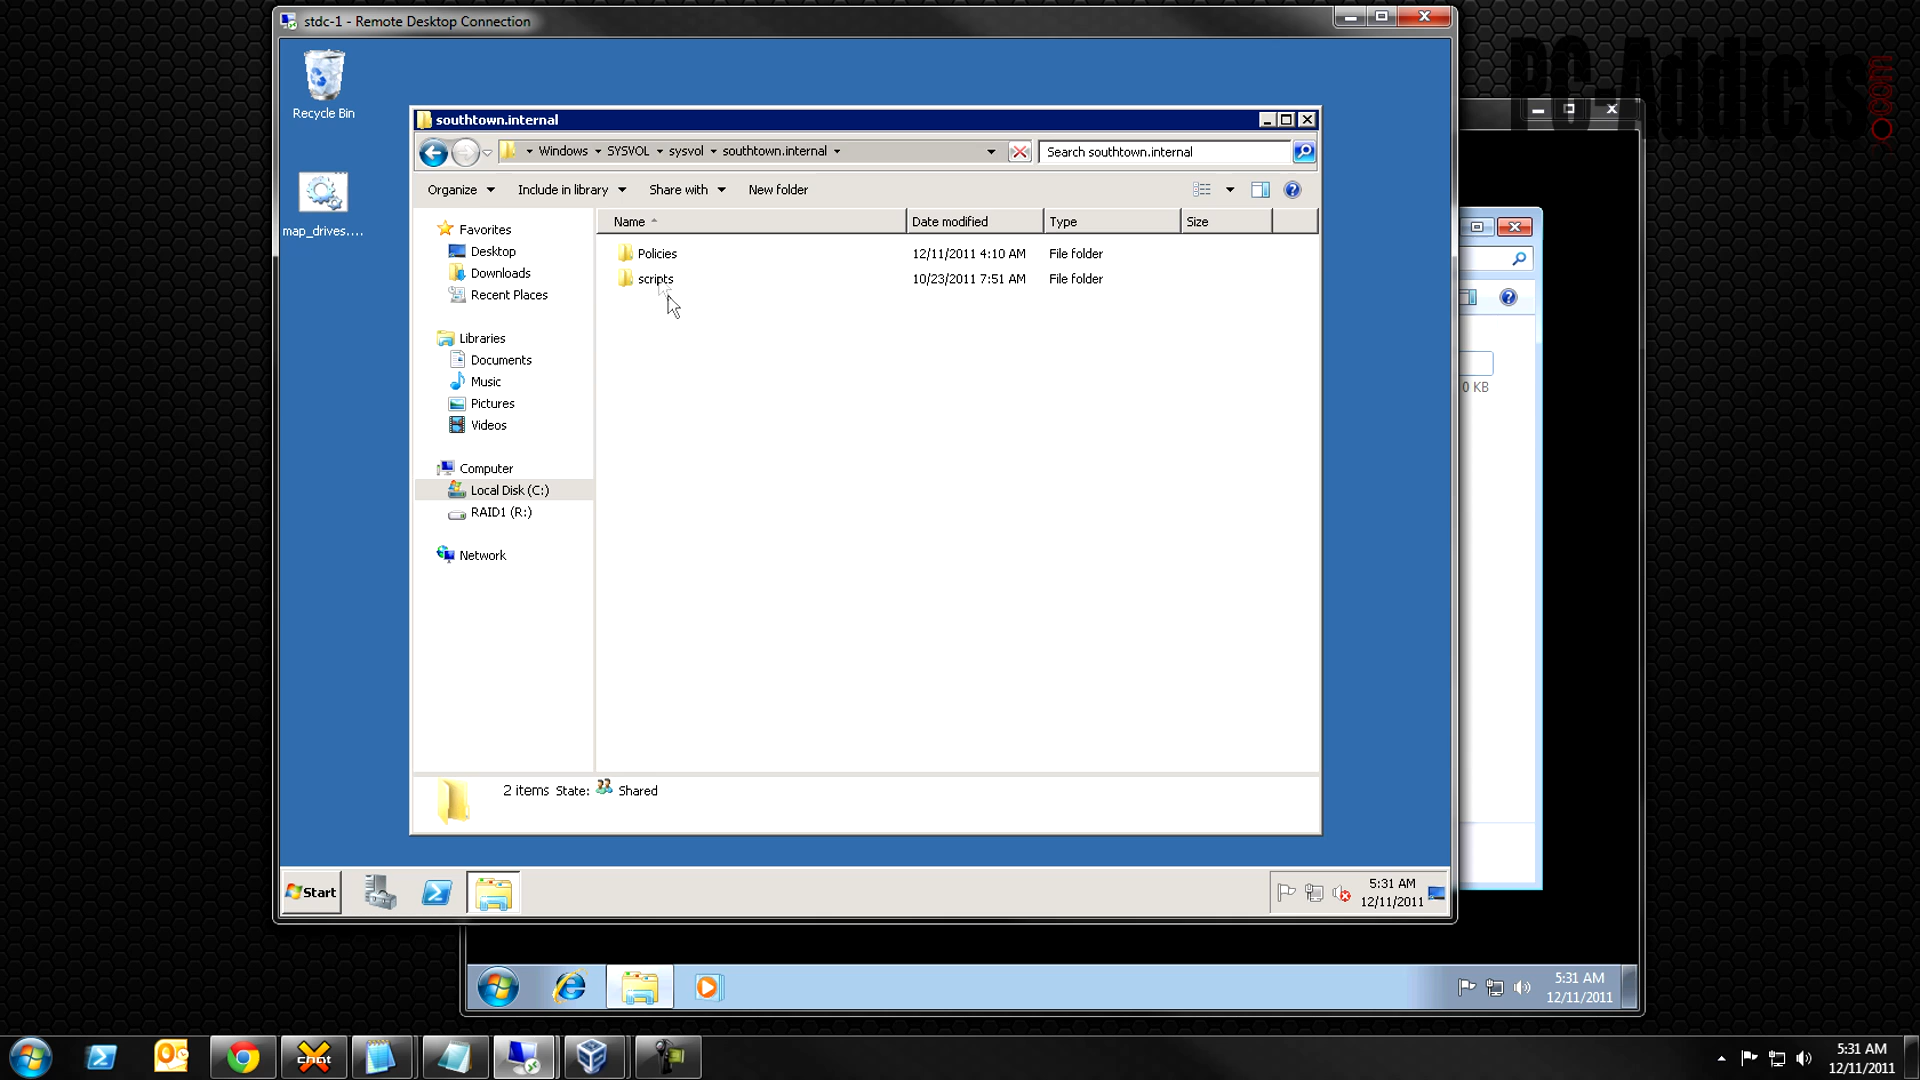 stdc-1 - Remote Desktop Connection
PC-Addicts.com
Recycle Bin
map_drives....
southtown.internal
Windows SYSVOL sysvol southtown.internal
Search southtown.internal
Organize Include in library Share with New folder
Name Date modified Type Size
Policies 12/11/2011 4:10 AM File folder
scripts 10/23/2011 7:51 AM File folder
Favorites
Desktop
Downloads
Recent Places
Libraries
Documents
Music
Pictures
Videos
Computer
Local Disk (C:)
RAID1 (R:)
Network
0 KB
2 items State: Shared
Start
5:31 AM
12/11/2011
5:31 AM
12/11/2011
chat
5:31 AM
12/11/2011